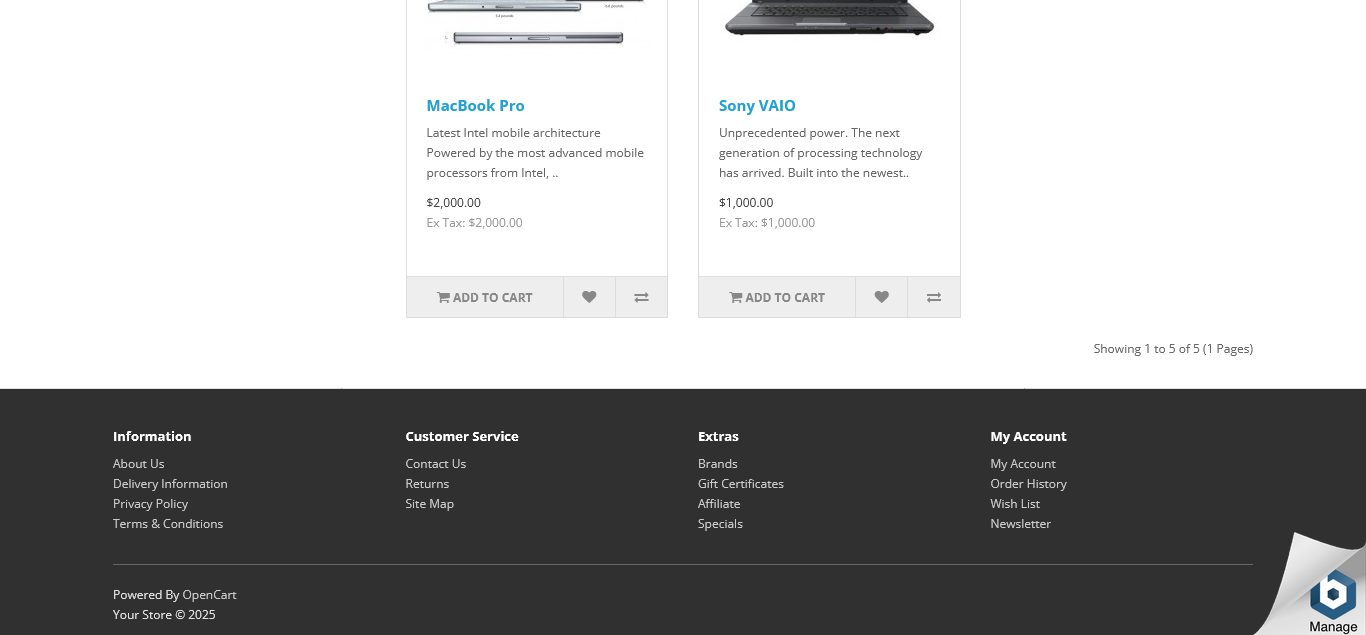 MacBook Pro
Latest Intel mobile architecture
Powered by the most advanced mobile
processors from Intel, ..
$2,000.00
Ex Tax: $2,000.00
ADD TO CART
Sony VAIO
Unprecedented power. The next
generation of processing technology
has arrived. Built into the newest..
$1,000.00
Ex Tax: $1,000.00
ADD TO CART
Showing 1 to 5 of 5 (1 Pages)
Information
About Us
Delivery Information
Privacy Policy
Terms & Conditions
Customer Service
Contact Us
Returns
Site Map
Extras
Brands
Gift Certificates
Affiliate
Specials
My Account
My Account
Order History
Wish List
Newsletter
Powered By OpenCart
Your Store © 2025
Manage